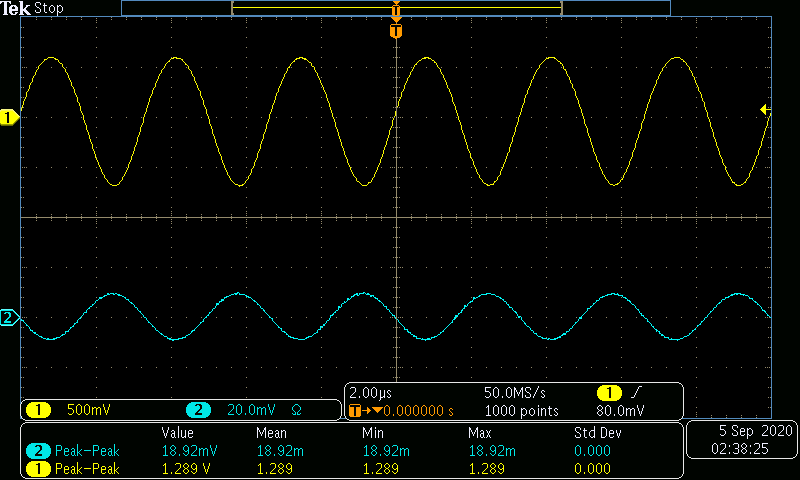 Tek Stop
T
T
1
2
1 500mV 2 20.0mV Ω
2.00µs 50.0MS/s 1
T→▼0.000000 s 1000 points 80.0mV
Value Mean Min Max Std Dev
2 Peak-Peak 18.92mV 18.92m 18.92m 18.92m 0.000
1 Peak-Peak 1.289 V 1.289 1.289 1.289 0.000
5 Sep 2020
02:38:25